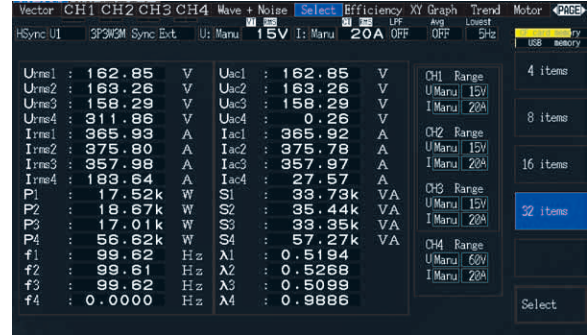 Vector CH1 CH2 CH3 CH4 Wave + Noise Select Efficiency XY Graph Trend Motor PAGE
VT RMS CT RMS LPF Avg Lowest
HSync U1 3P3W3M Sync Ext U: Manu 15V I: Manu 20A OFF OFF 5Hz
CF card memory
USB memory
Urms1 : 162.85 V Uac1 : 162.85 V
Urms2 : 163.26 V Uac2 : 163.26 V
Urms3 : 158.29 V Uac3 : 158.29 V
Urms4 : 311.86 V Uac4 : 0.26 V
Irms1 : 365.93 A Iac1 : 365.92 A
Irms2 : 375.80 A Iac2 : 375.78 A
Irms3 : 357.98 A Iac3 : 357.97 A
Irms4 : 183.64 A Iac4 : 27.57 A
P1 : 17.52k W S1 : 33.73k VA
P2 : 18.67k W S2 : 35.44k VA
P3 : 17.01k W S3 : 33.35k VA
P4 : 56.62k W S4 : 57.27k VA
f1 : 99.62 Hz λ1 : 0.5194
f2 : 99.61 Hz λ2 : 0.5268
f3 : 99.62 Hz λ3 : 0.5099
f4 : 0.0000 Hz λ4 : 0.9886
CH1 Range
U Manu 15V
I Manu 20A
CH2 Range
U Manu 15V
I Manu 20A
CH3 Range
U Manu 15V
I Manu 20A
CH4 Range
U Manu 60V
I Manu 20A
4 items
8 items
16 items
32 items
Select